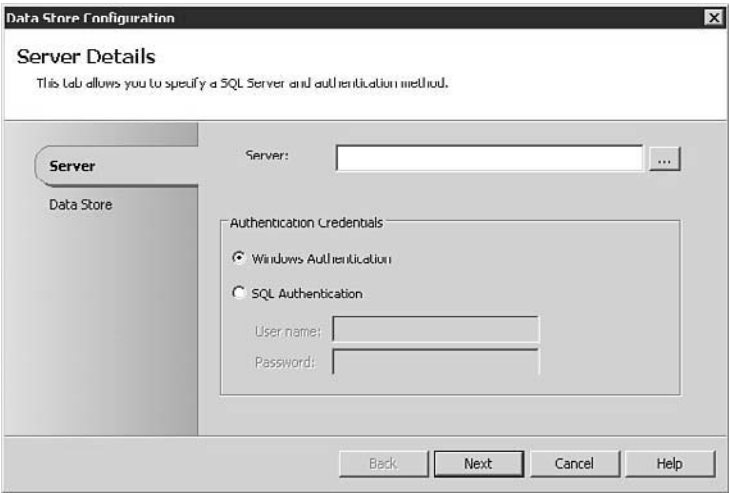 Data Store Configuration
Server Details
This tab allows you to specify a SQL Server and authentication method.
Server
Data Store
Server:
...
Authentication Credentials
Windows Authentication
SQL Authentication
User name:
Password:
Back Next Cancel Help